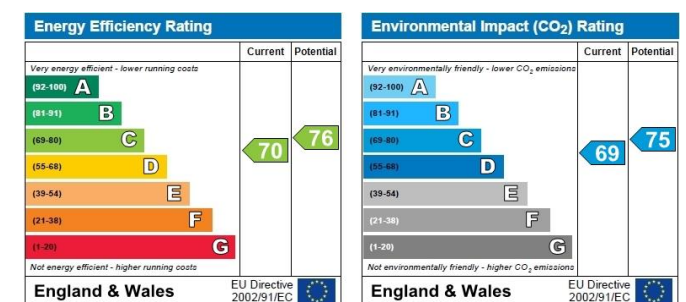 Energy Efficiency Rating
Current Potential
Very energy efficient - lower running costs
(92-100) A
(81-91) B
(69-80) C
(55-68) D
(39-54) E
(21-38) F
(1-20) G
70
76
Not energy efficient - higher running costs
England & Wales
EU Directive
2002/91/EC
Environmental Impact (CO₂) Rating
Current Potential
Very environmentally friendly - lower CO₂ emissions
(92-100) A
(81-91) B
(69-80) C
(55-68) D
(39-54) E
(21-38) F
(1-20) G
69
75
Not environmentally friendly - higher CO₂ emissions
England & Wales
EU Directive
2002/91/EC